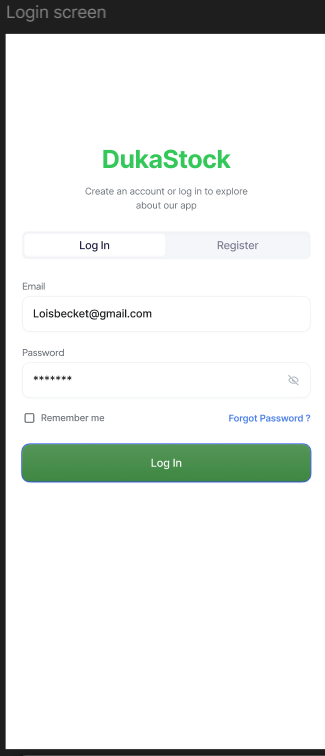 Login screen
DukaStock
Create an account or log in to explore
about our app
Log In
Register
Email
Loisbecket@gmail.com
Password
*******
Remember me
Forgot Password ?
Log In